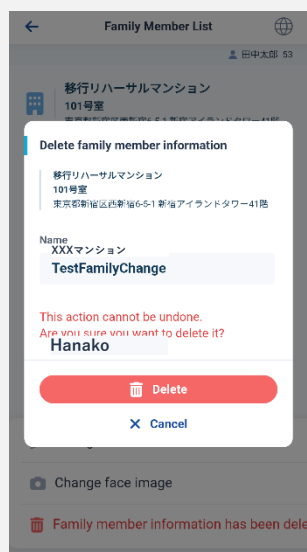 Family Member List
田中太郎 53
移行リハーサルマンション
101号室
Delete family member information
移行リハーサルマンション
101号室
東京都新宿区西新宿6-5-1 新宿アイランドタワー41階
Name
XXXマンション
TestFamilyChange
This action cannot be undone.
Are you sure you want to delete it?
Hanako
Delete
Cancel
Change face image
Family member information has been dele